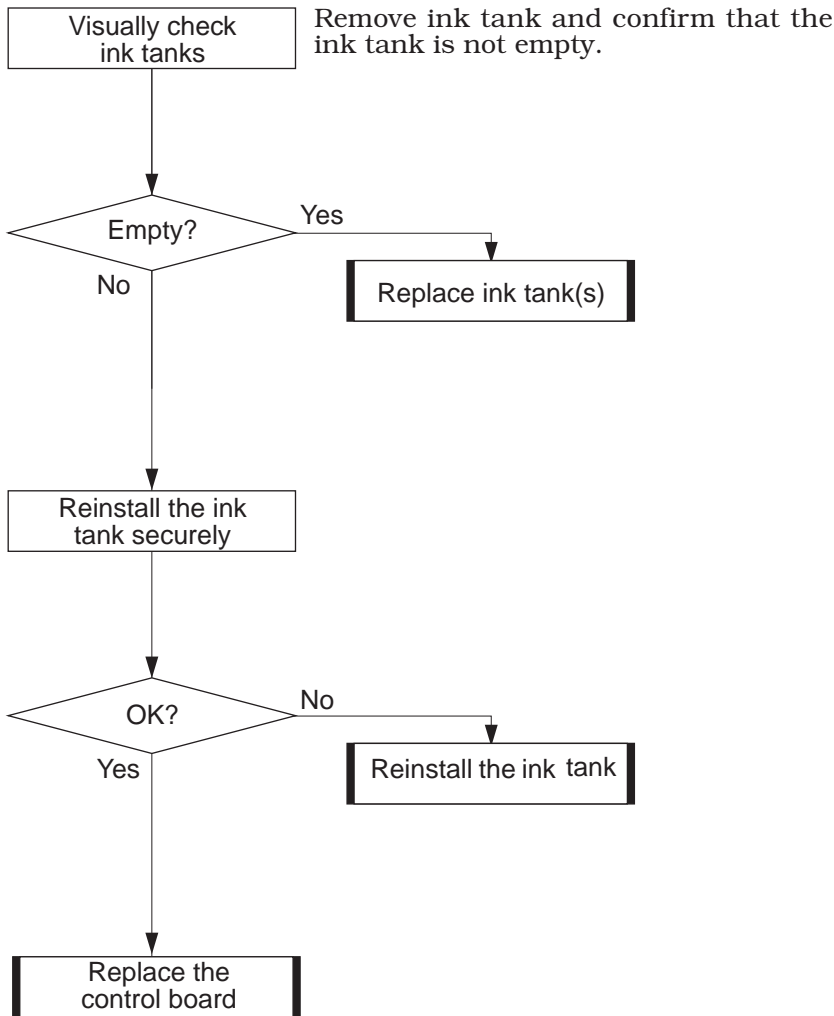 Visually check
ink tanks
Remove ink tank and confirm that the
ink tank is not empty.
Empty?
Yes
No
Replace ink tank(s)
Reinstall the ink
tank securely
OK?
No
Yes
Reinstall the ink tank
Replace the
control board